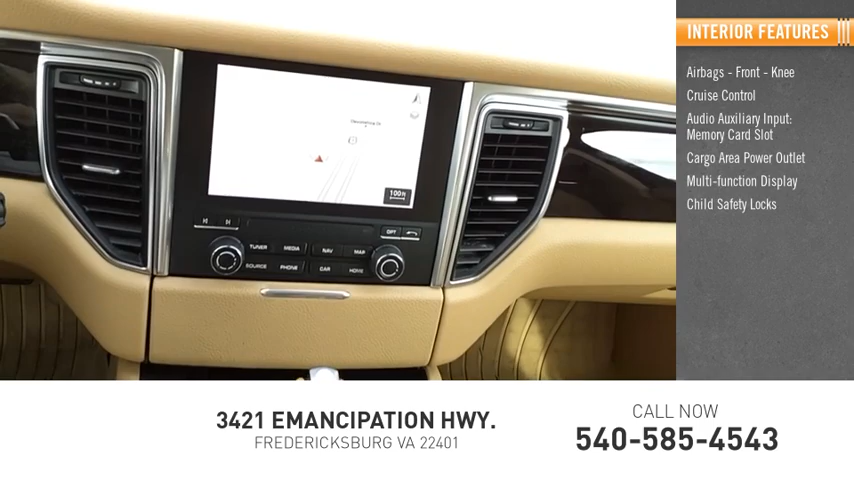 INTERIOR FEATURES
Airbags - Front - Knee
Cruise Control
Audio Auxiliary Input:
Memory Card Slot
Cargo Area Power Outlet
Multi-function Display
Child Safety Locks
100 ft
OPT
TUNER MEDIA NAV MAP
SOURCE PHONE CAR HOME
3421 EMANCIPATION HWY.
FREDERICKSBURG VA 22401
CALL NOW
540-585-4543